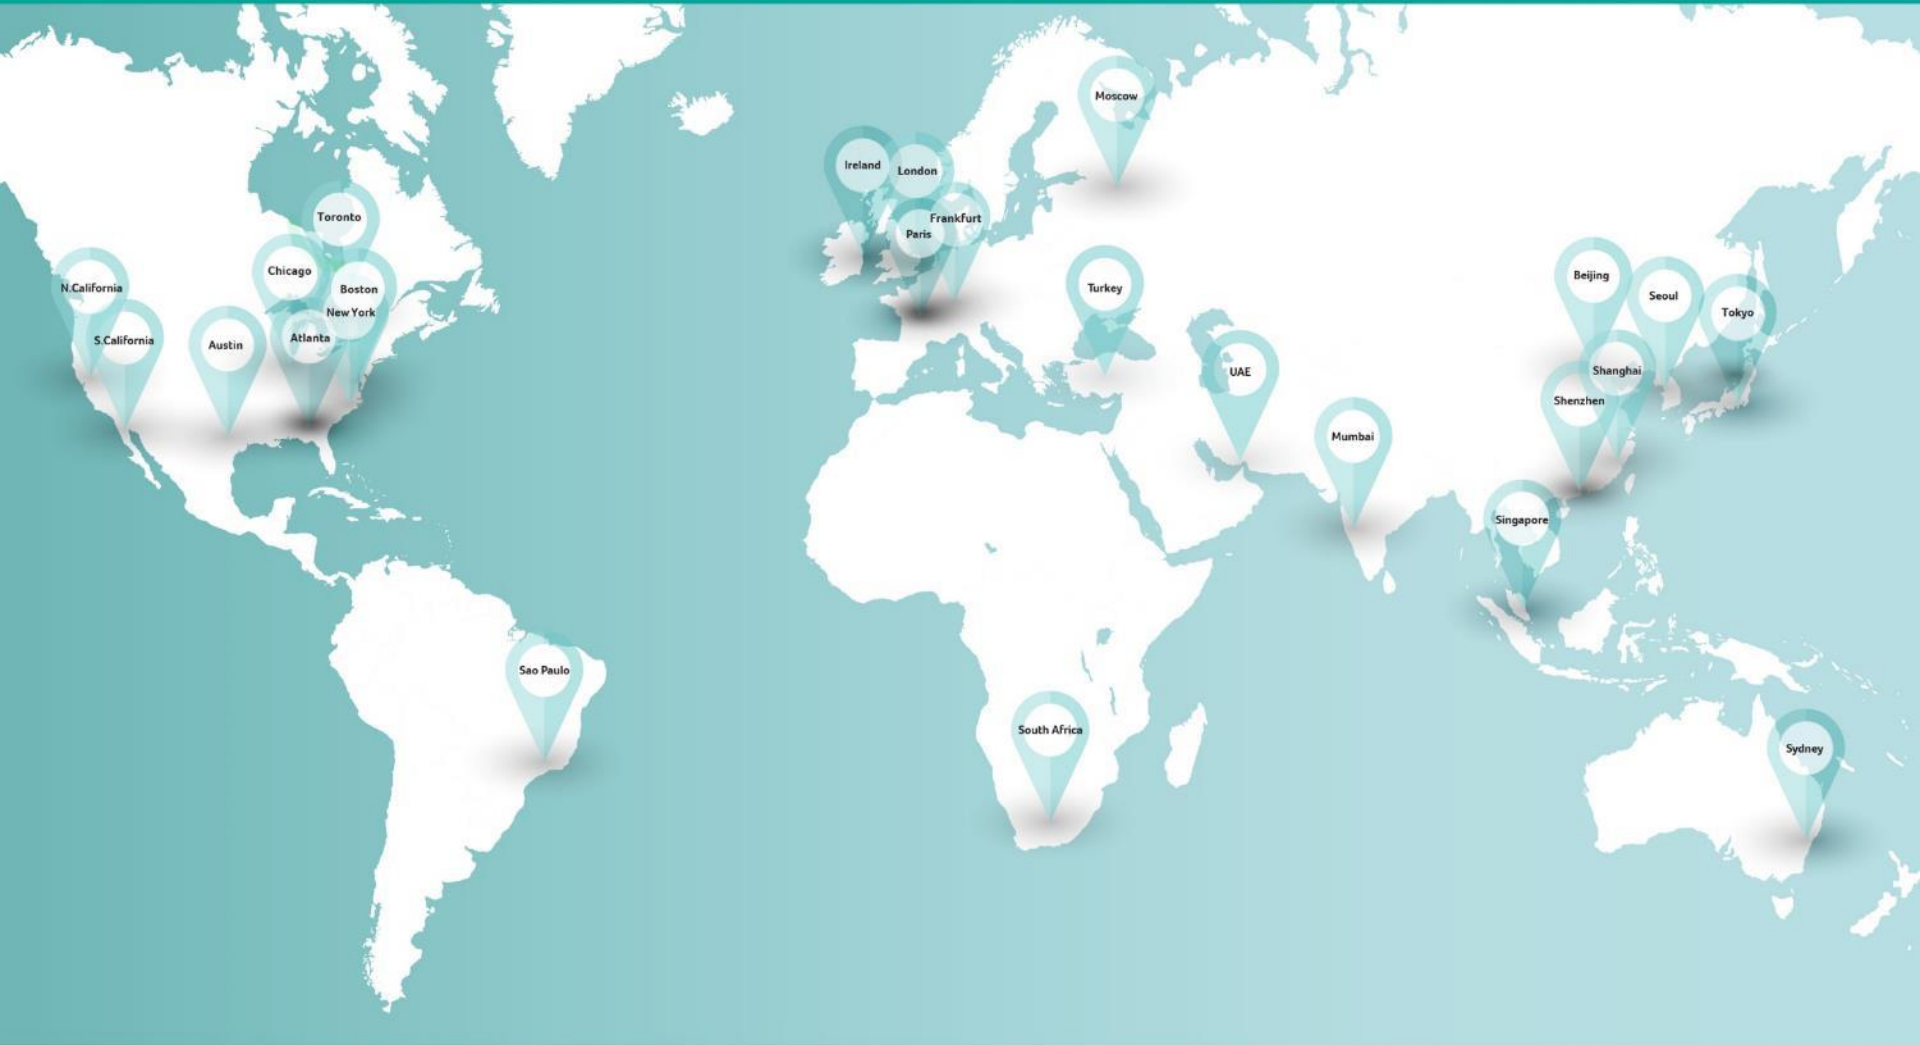 Moscow
Ireland
London
Toronto
Frankfurt
Paris
Chicago
Beijing
N.California
Boston
Turkey
Seoul
New York
Tokyo
S.California
Atlanta
Austin
UAE
Shanghai
Shenzhen
Mumbai
Singapore
Sao Paulo
South Africa
Sydney